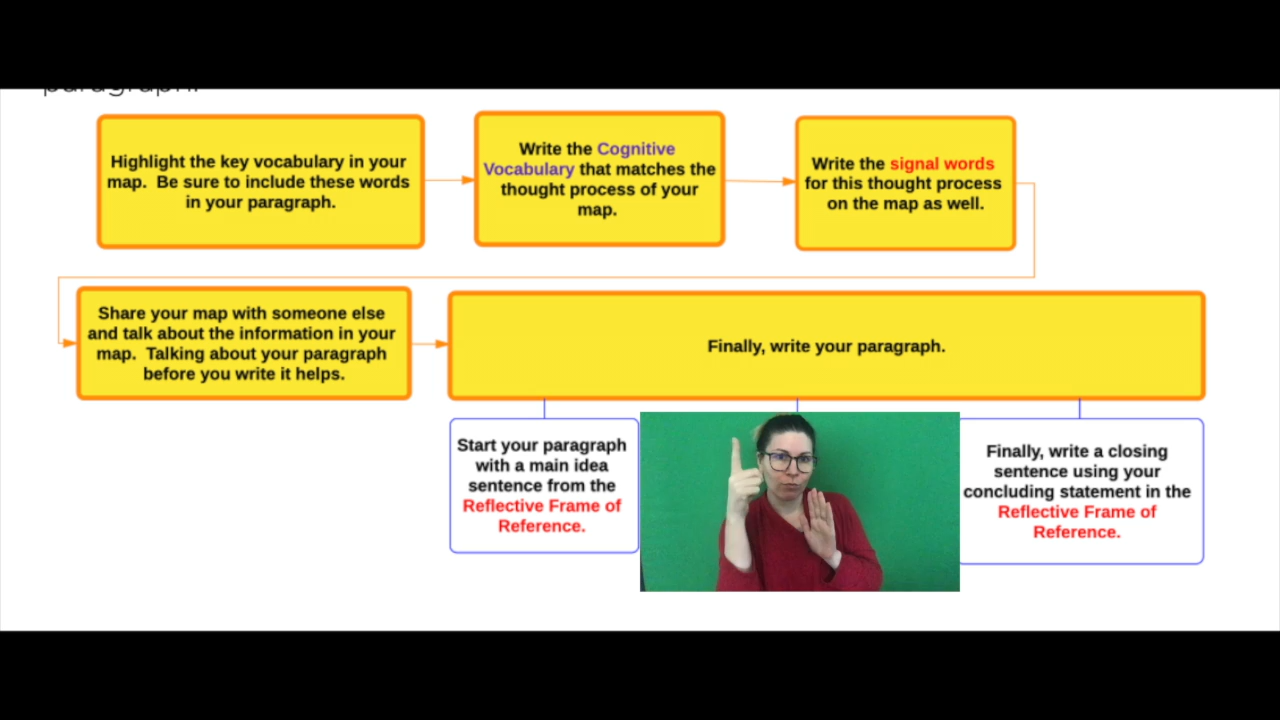 paragraph.
Highlight the key vocabulary in your
map. Be sure to include these words
in your paragraph.
Write the Cognitive
Vocabulary that matches the
thought process of your
map.
Write the signal words
for this thought process
on the map as well.
Share your map with someone else
and talk about the information in your
map. Talking about your paragraph
before you write it helps.
Finally, write your paragraph.
Start your paragraph
with a main idea
sentence from the
Reflective Frame of
Reference.
Finally, write a closing
sentence using your
concluding statement in the
Reflective Frame of
Reference.